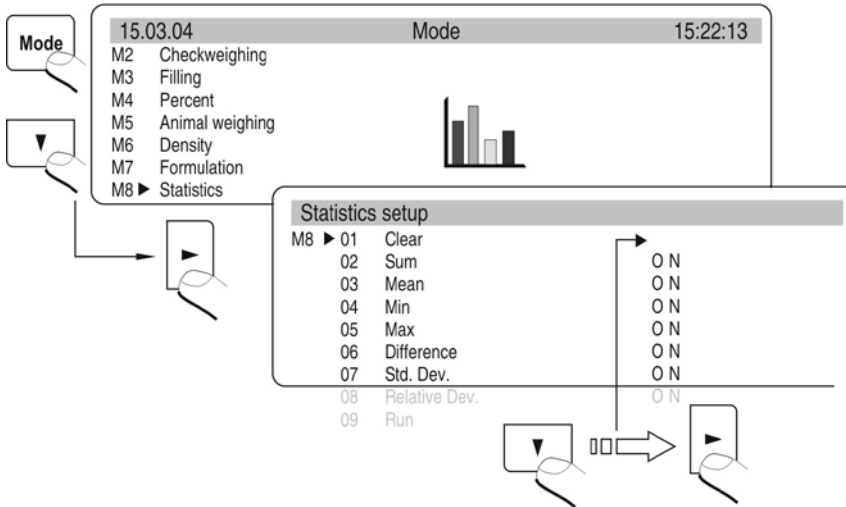 Mode
15.03.04 Mode 15:22:13
M2 Checkweighing
M3 Filling
M4 Percent
M5 Animal weighing
M6 Density
M7 Formulation
M8 ▶ Statistics
Statistics setup
M8 ▶ 01 Clear
02 Sum O N
03 Mean O N
04 Min O N
05 Max O N
06 Difference O N
07 Std. Dev. O N
08 Relative Dev. O N
09 Run